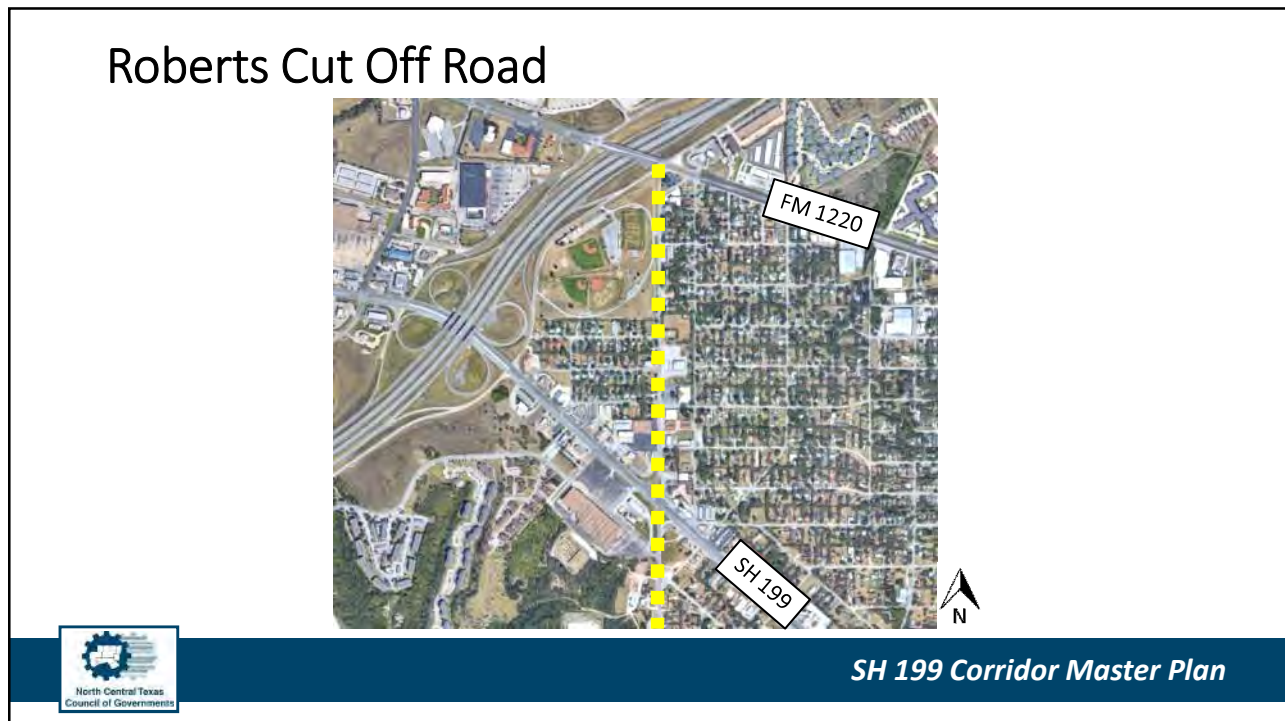 Roberts Cut Off Road
FM 1220
SH 199
N
North Central Texas
Council of Governments
SH 199 Corridor Master Plan